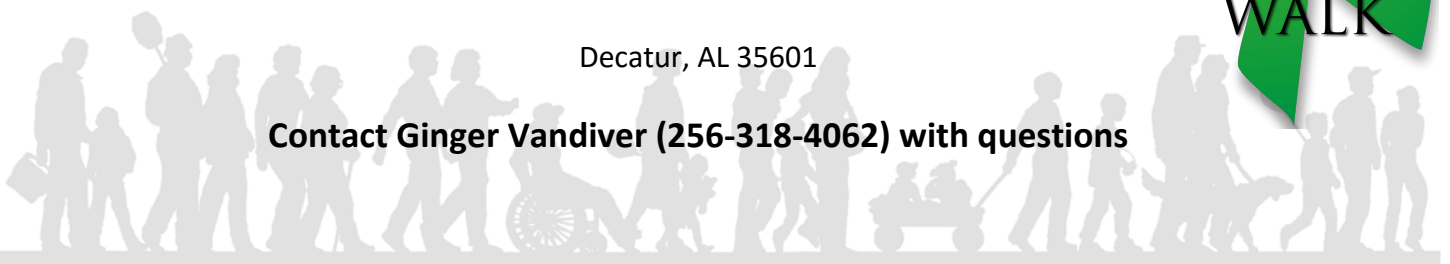 WALK
Decatur, AL 35601
Contact Ginger Vandiver (256-318-4062) with questions